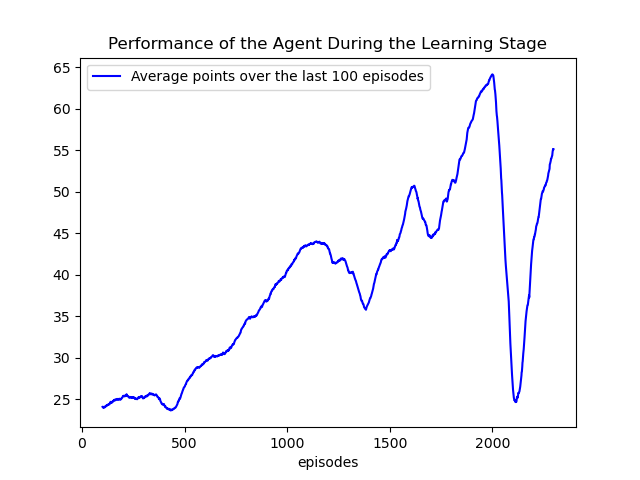 Performance of the Agent During the Learning Stage
Average points over the last 100 episodes
65
60
55
50
45
40
35
30
25
0 500 1000 1500 2000
episodes